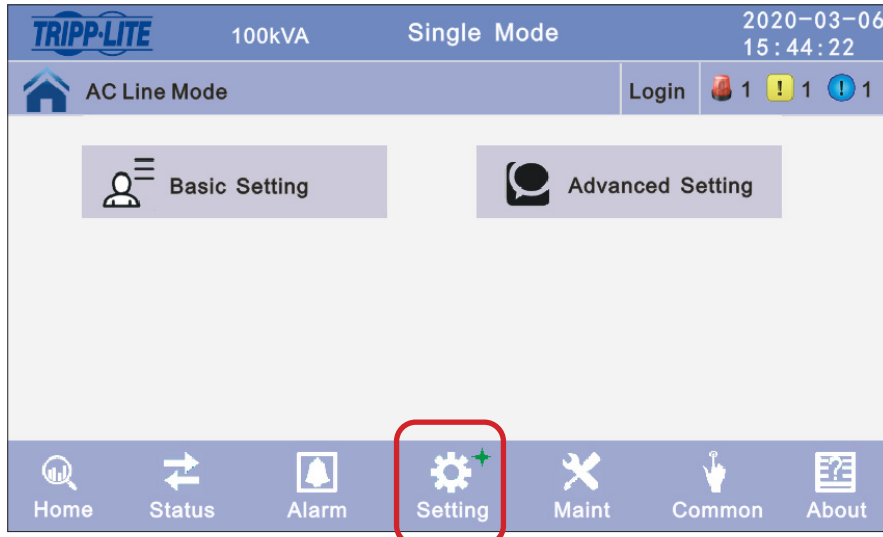 TRIPP·LITE 100kVA Single Mode 2020-03-06
15:44:22
AC Line Mode Login 1 ! 1 ! 1
Basic Setting Advanced Setting
Home Status Alarm Setting Maint Common About